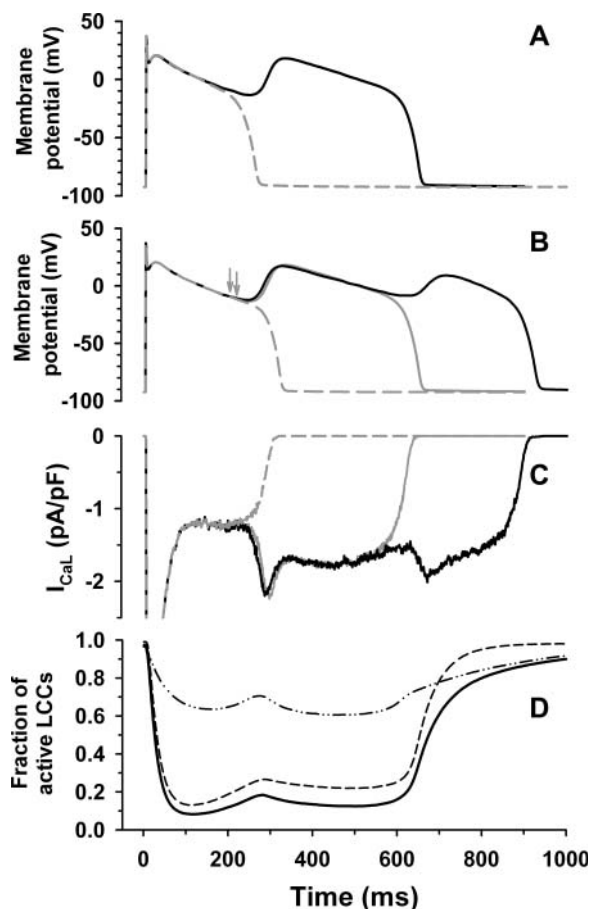 50
0
-50
-100
Membrane
potential (mV)
A
50
0
-50
-100
Membrane
potential (mV)
B
0
-1
-2
I_CaL (pA/pF)
C
1.0
0.8
0.6
0.4
0.2
0.0
Fraction of
active LCCs
D
0 200 400 600 800 1000
Time (ms)